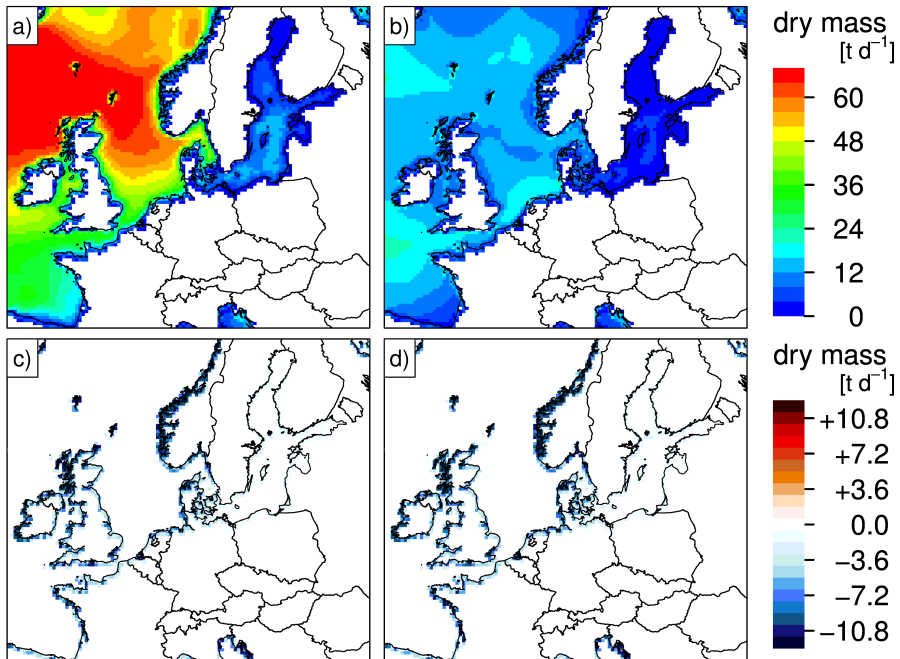 a)
b)
dry mass
[t d⁻¹]
60
48
36
24
12
0
c)
d)
dry mass
[t d⁻¹]
+10.8
+7.2
+3.6
0.0
−3.6
−7.2
−10.8